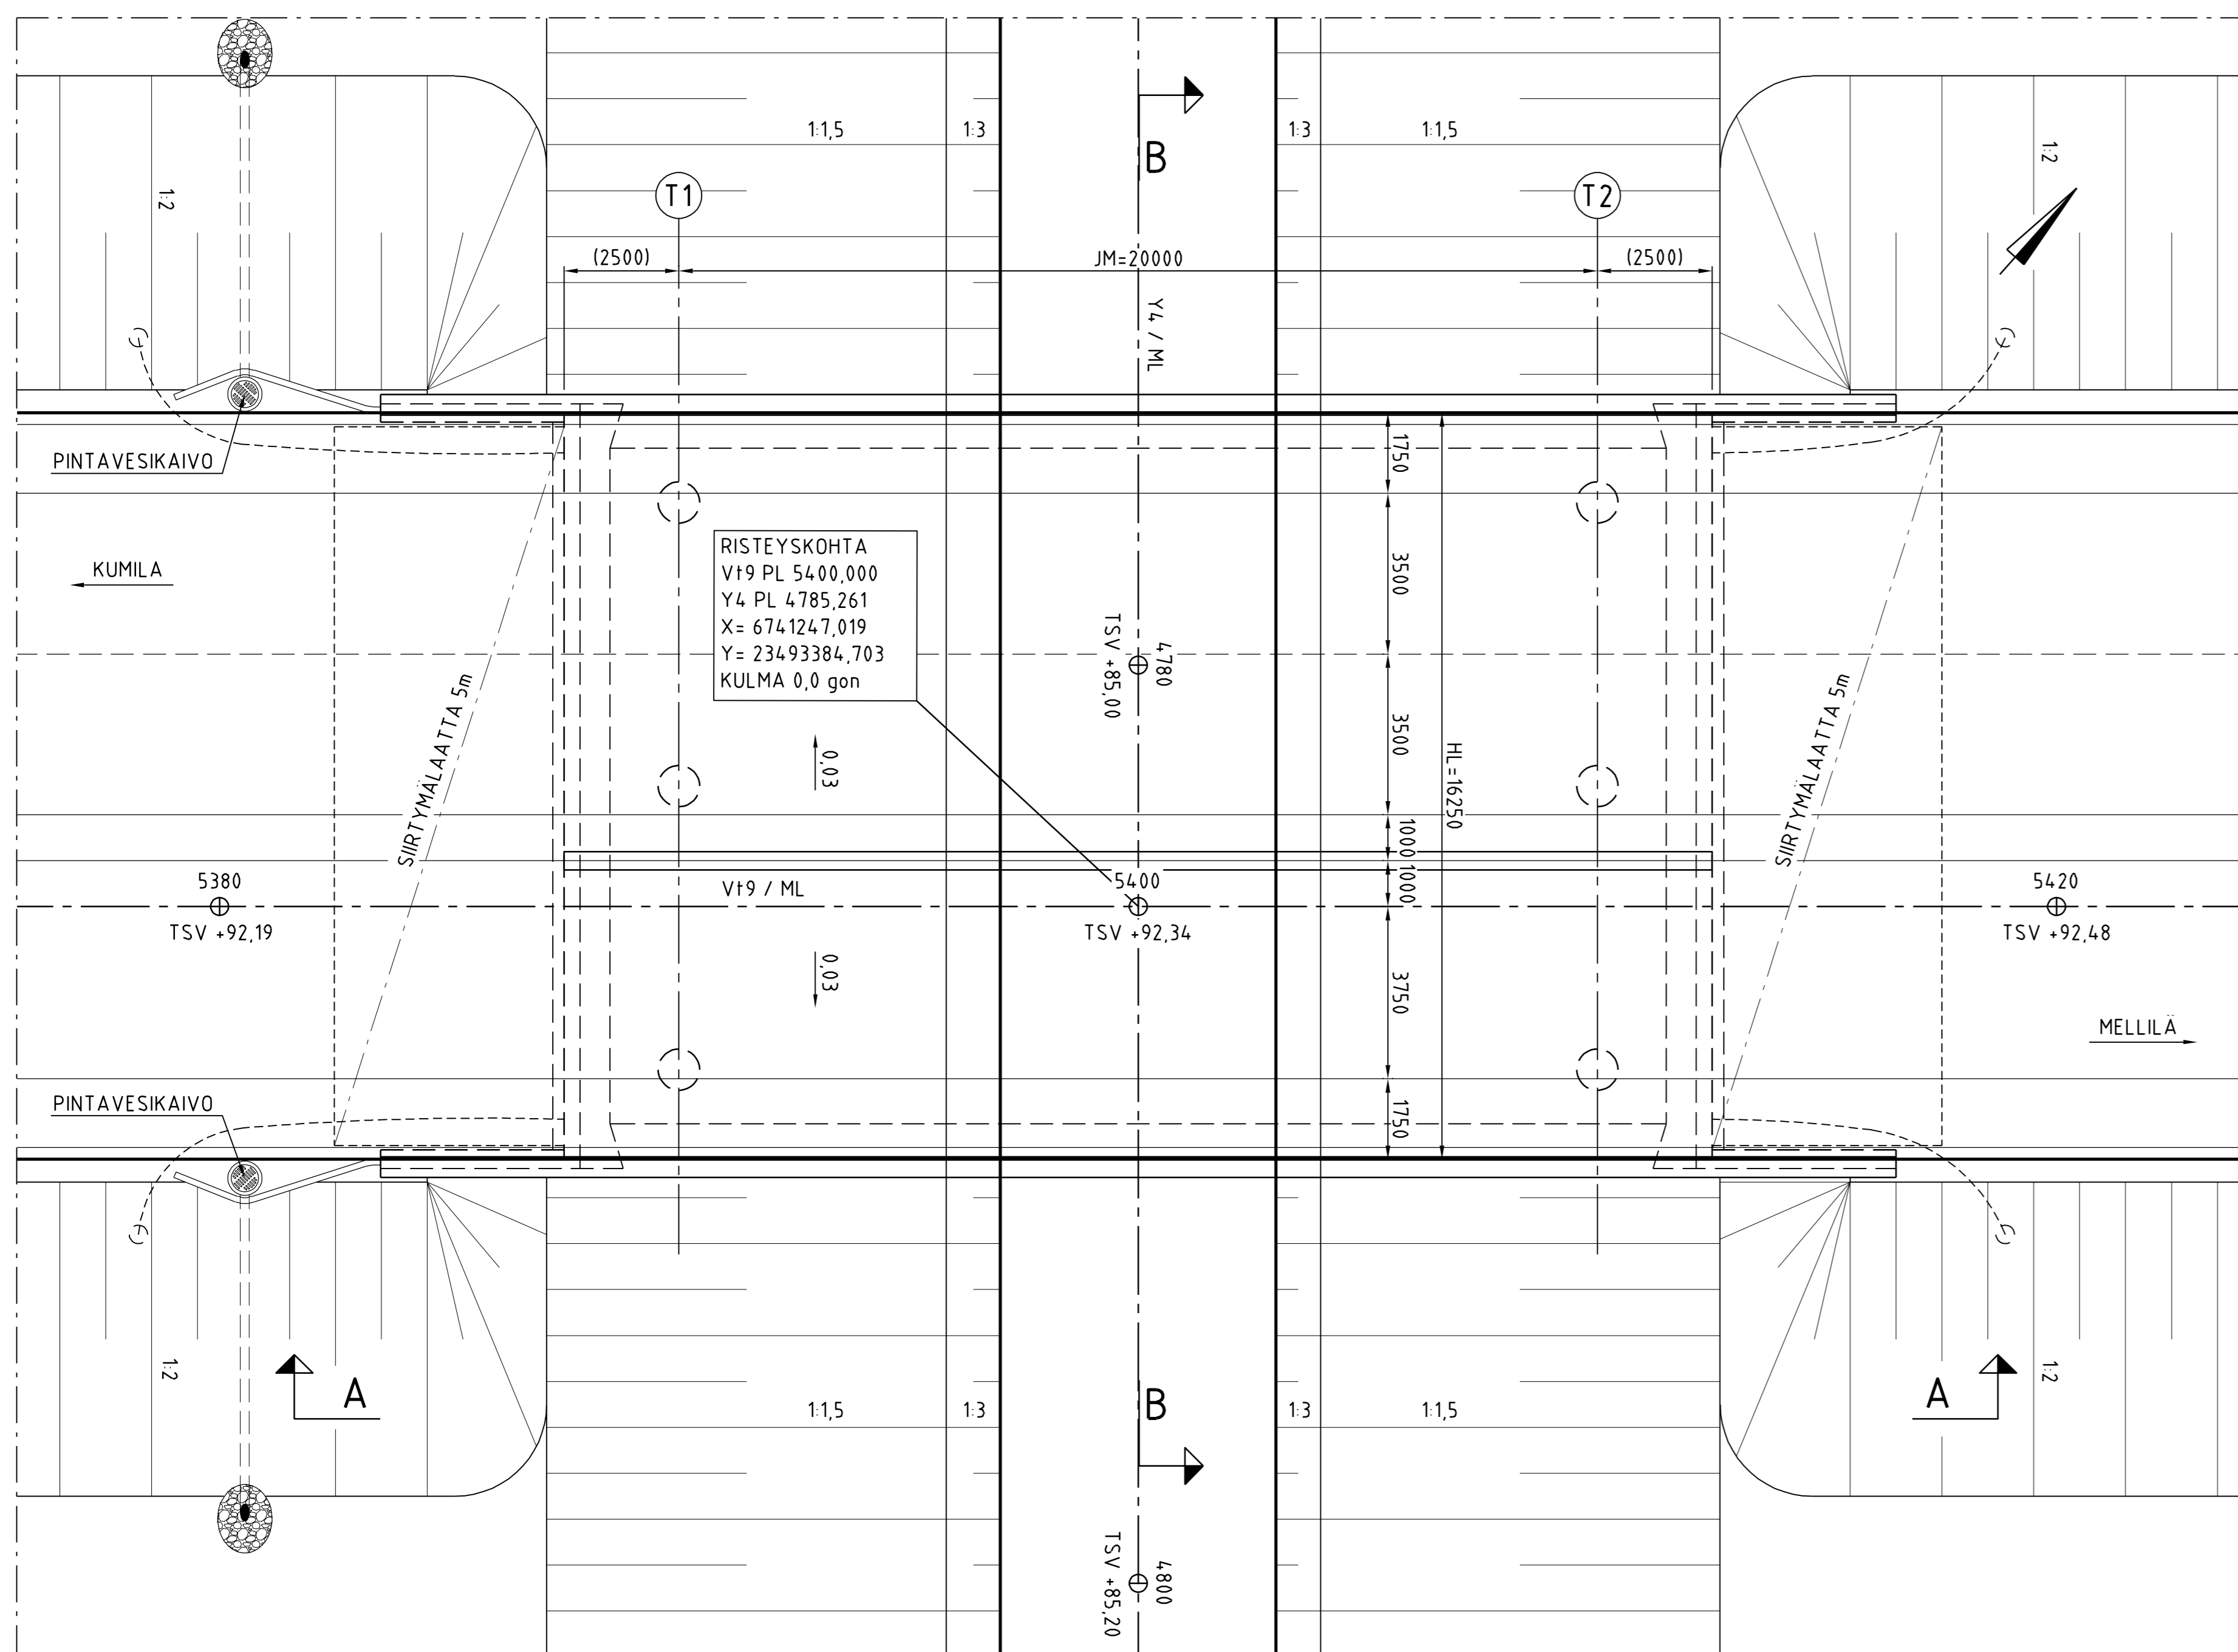 1:1,5
1:3
1:3
1:1,5
B
1:2
1:2
T1
T2
(2500)
JM=20000
(2500)
Y4 / ML
PINTAVESIKAIVO
1750
KUMILA
RISTEYSKOHTA
Vt9 PL 5400,000
Y4 PL 4785,261
X= 6741247,019
Y= 23493384,703
KULMA 0,0 gon
3500
4780
TSV +85,00
SIIRTYMÄLAATTA 5m
0,03
3500
HL=16250
SIIRTYMÄLAATTA 5m
1000
1000
5380
TSV +92,19
Vt9 / ML
5400
TSV +92,34
5420
TSV +92,48
0,03
3750
MELLILÄ
PINTAVESIKAIVO
1750
1:2
A
1:1,5
1:3
B
1:3
1:1,5
A
1:2
4800
TSV +85,20